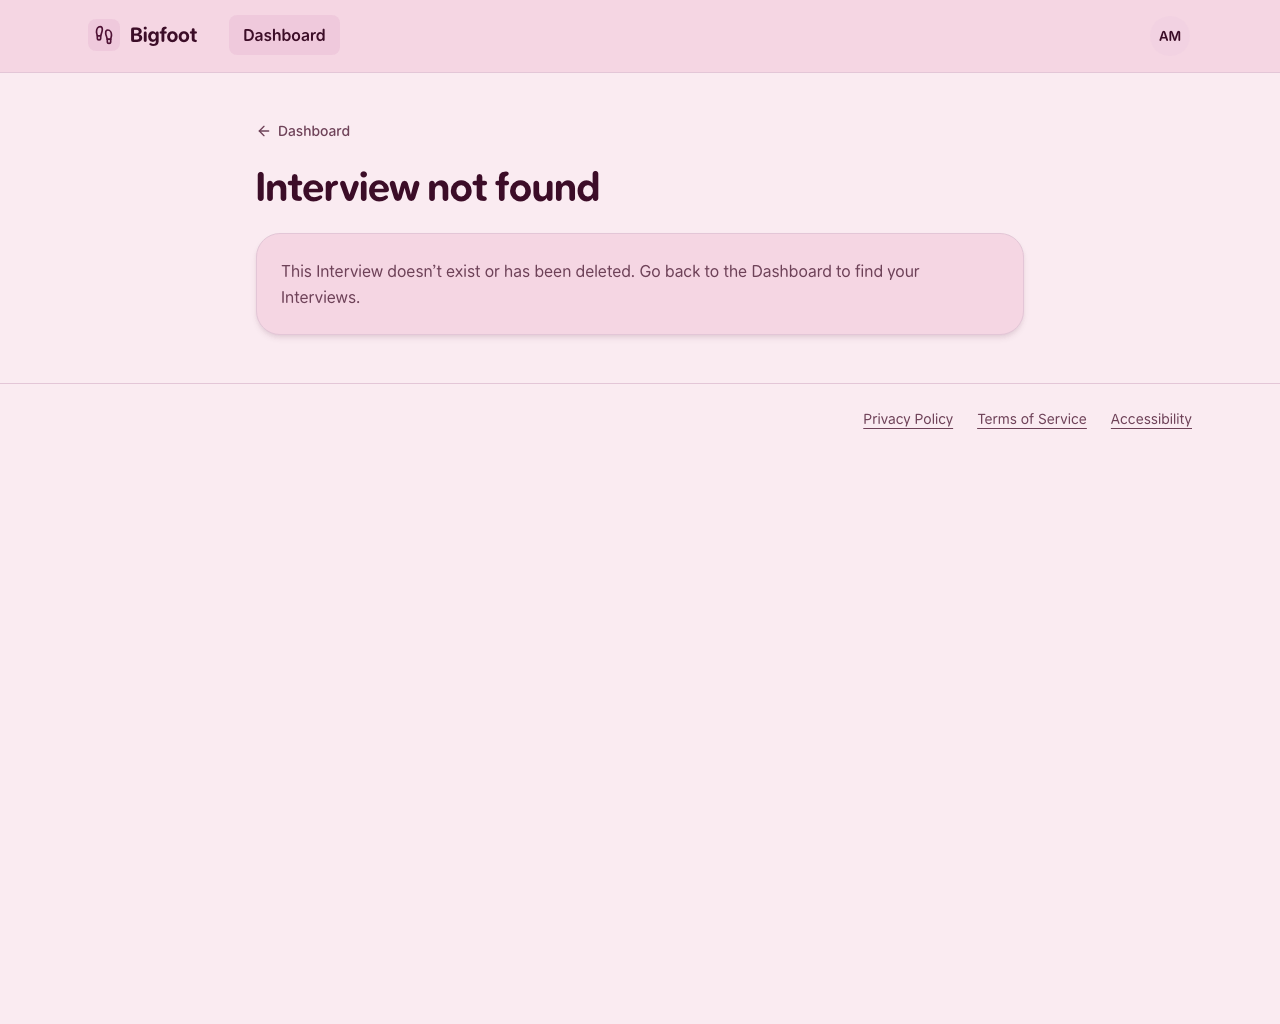 Bigfoot
Dashboard
AM
Dashboard
Interview not found
This Interview doesn’t exist or has been deleted. Go back to the Dashboard to find your
Interviews.
Privacy Policy
Terms of Service
Accessibility